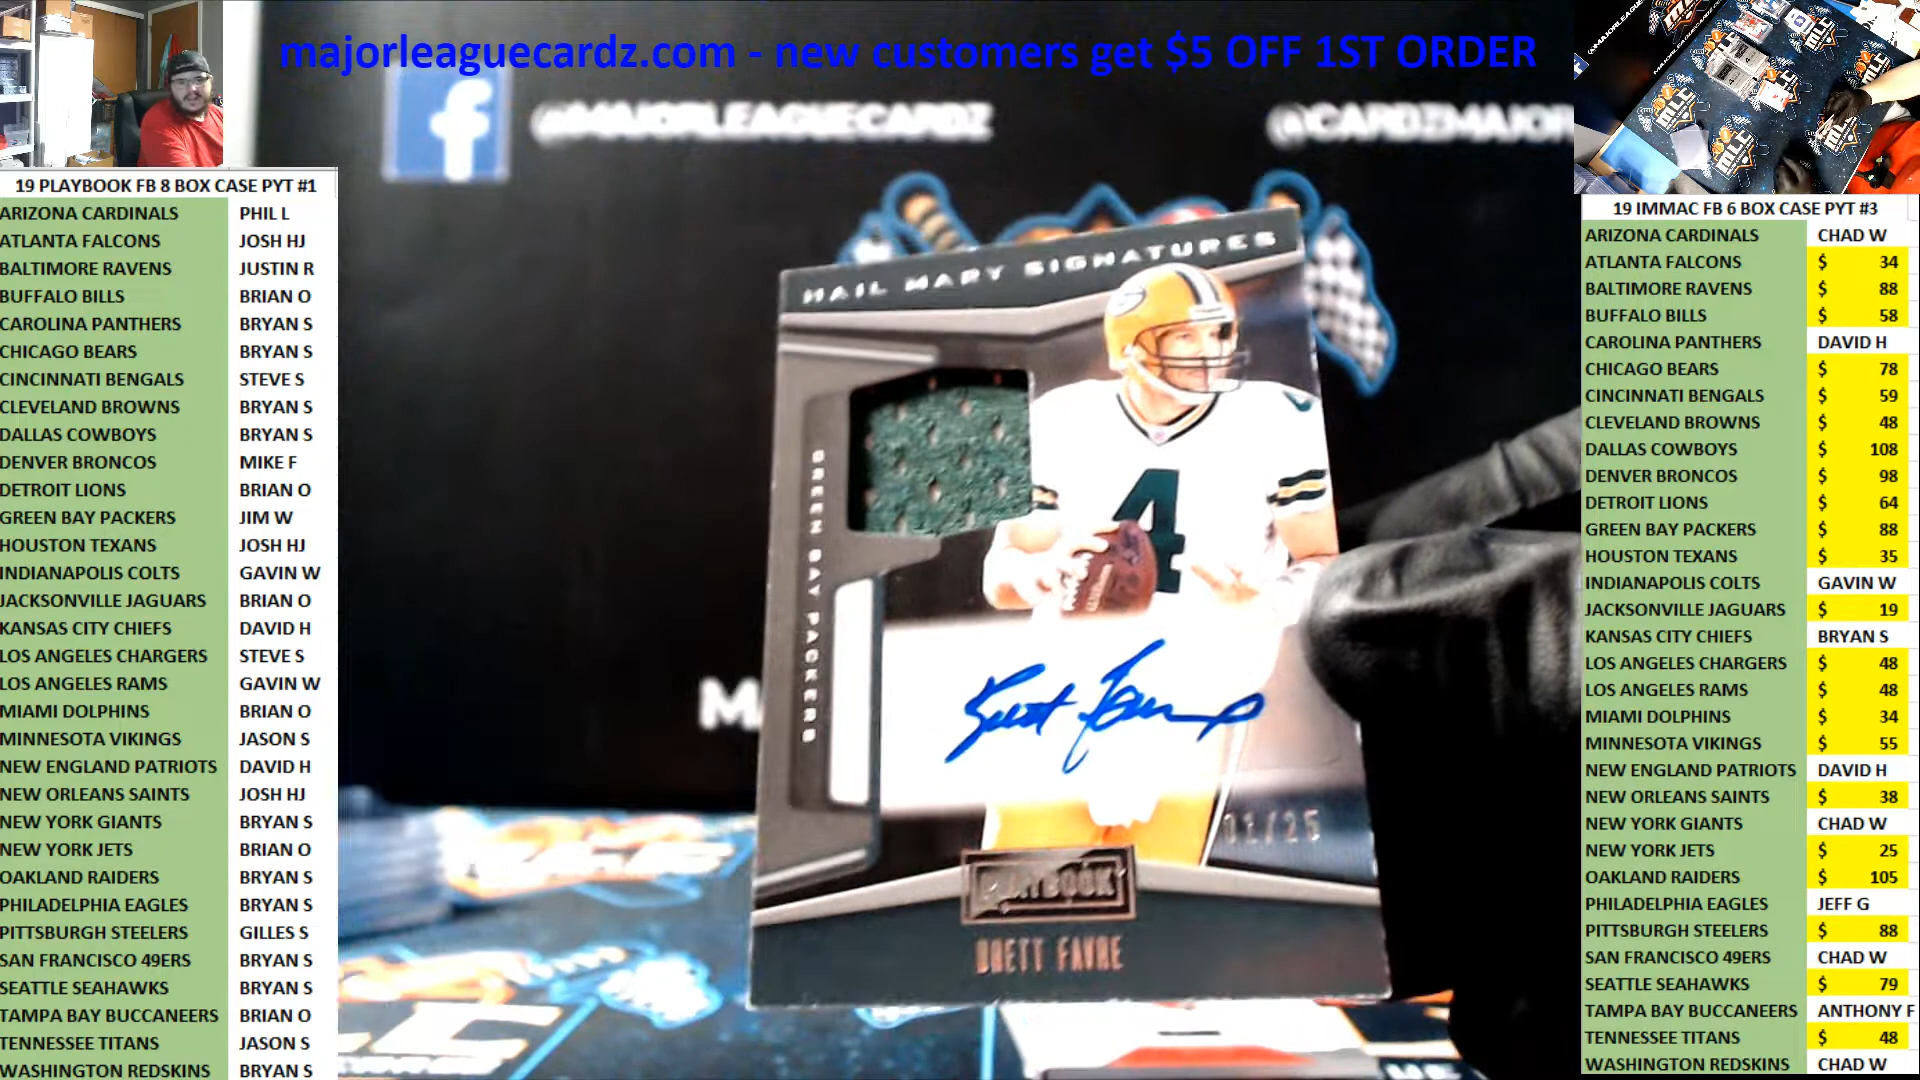 majorleaguecardz.com - new customers get $5 OFF 1ST ORDER
f @MAJORLEAGUECARDZ
@CARDZMAJOR
19 PLAYBOOK FB 8 BOX CASE PYT #1
ARIZONA CARDINALS PHIL L
ATLANTA FALCONS JOSH HJ
BALTIMORE RAVENS JUSTIN R
BUFFALO BILLS BRIAN O
CAROLINA PANTHERS BRYAN S
CHICAGO BEARS BRYAN S
CINCINNATI BENGALS STEVE S
CLEVELAND BROWNS BRYAN S
DALLAS COWBOYS BRYAN S
DENVER BRONCOS MIKE F
DETROIT LIONS BRIAN O
GREEN BAY PACKERS JIM W
HOUSTON TEXANS JOSH HJ
INDIANAPOLIS COLTS GAVIN W
JACKSONVILLE JAGUARS BRIAN O
KANSAS CITY CHIEFS DAVID H
LOS ANGELES CHARGERS STEVE S
LOS ANGELES RAMS GAVIN W
MIAMI DOLPHINS BRIAN O
MINNESOTA VIKINGS JASON S
NEW ENGLAND PATRIOTS DAVID H
NEW ORLEANS SAINTS JOSH HJ
NEW YORK GIANTS BRYAN S
NEW YORK JETS BRIAN O
OAKLAND RAIDERS BRYAN S
PHILADELPHIA EAGLES BRYAN S
PITTSBURGH STEELERS GILLES S
SAN FRANCISCO 49ERS BRYAN S
SEATTLE SEAHAWKS BRYAN S
TAMPA BAY BUCCANEERS BRIAN O
TENNESSEE TITANS JASON S
WASHINGTON REDSKINS BRYAN S
HAIL MARY SIGNATURES
GREEN BAY PACKERS
4
Brett Favre
01/25
PLAYBOOK
BRETT FAVRE
19 IMMAC FB 6 BOX CASE PYT #3
ARIZONA CARDINALS CHAD W
ATLANTA FALCONS $ 34
BALTIMORE RAVENS $ 88
BUFFALO BILLS $ 58
CAROLINA PANTHERS DAVID H
CHICAGO BEARS $ 78
CINCINNATI BENGALS $ 59
CLEVELAND BROWNS $ 48
DALLAS COWBOYS $ 108
DENVER BRONCOS $ 98
DETROIT LIONS $ 64
GREEN BAY PACKERS $ 88
HOUSTON TEXANS $ 35
INDIANAPOLIS COLTS GAVIN W
JACKSONVILLE JAGUARS $ 19
KANSAS CITY CHIEFS BRYAN S
LOS ANGELES CHARGERS $ 48
LOS ANGELES RAMS $ 48
MIAMI DOLPHINS $ 34
MINNESOTA VIKINGS $ 55
NEW ENGLAND PATRIOTS DAVID H
NEW ORLEANS SAINTS $ 38
NEW YORK GIANTS CHAD W
NEW YORK JETS $ 25
OAKLAND RAIDERS $ 105
PHILADELPHIA EAGLES JEFF G
PITTSBURGH STEELERS $ 88
SAN FRANCISCO 49ERS CHAD W
SEATTLE SEAHAWKS $ 79
TAMPA BAY BUCCANEERS ANTHONY F
TENNESSEE TITANS $ 48
WASHINGTON REDSKINS CHAD W